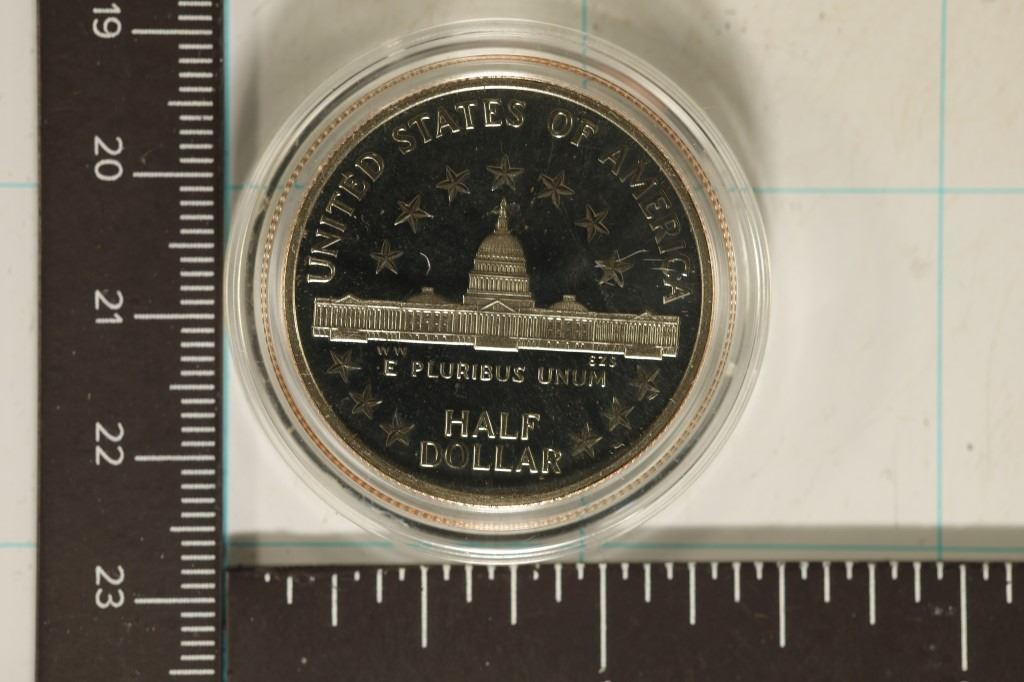 UNITED STATES OF AMERICA
WW
E PLURIBUS UNUM
HALF
DOLLAR
19
20
21
22
23